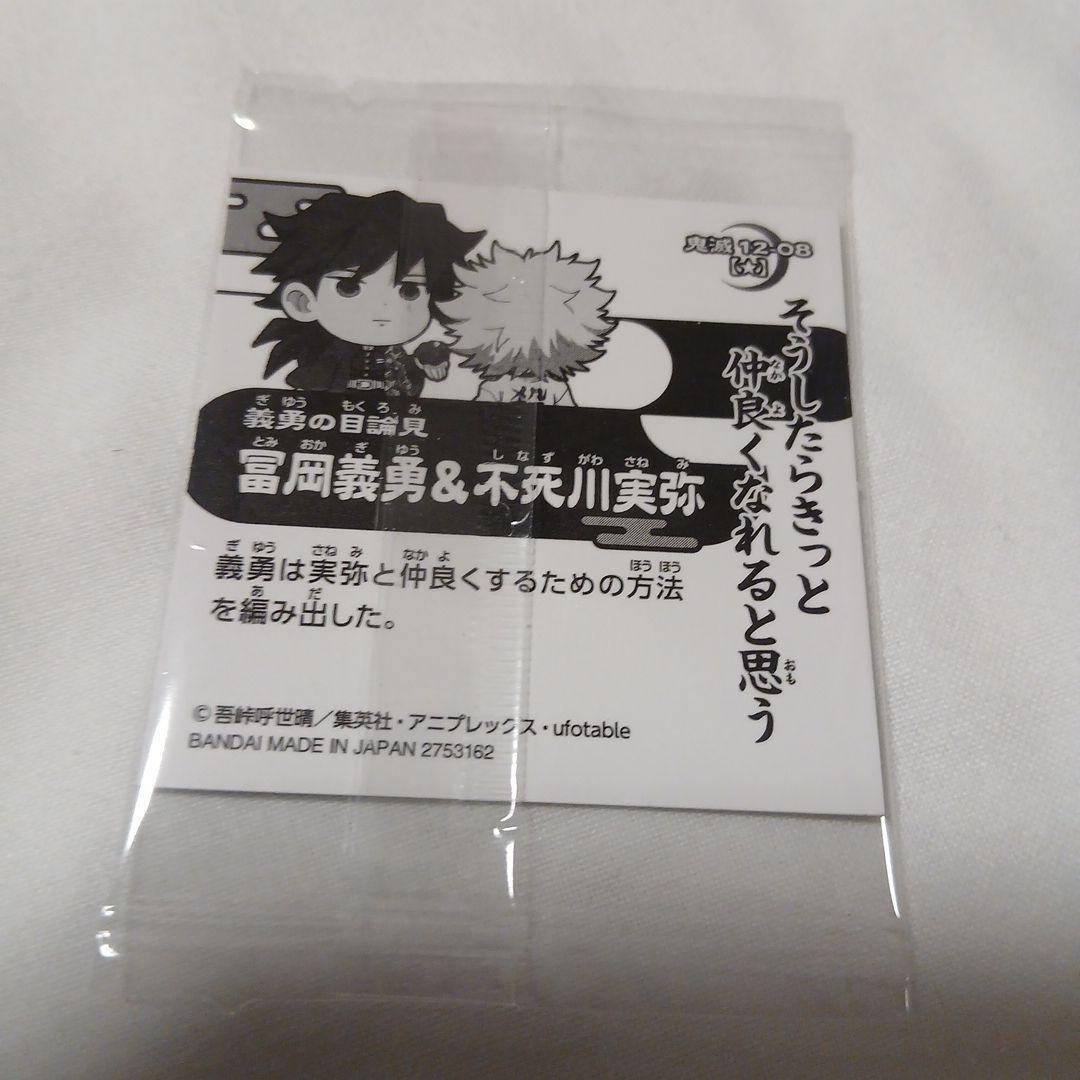 鬼滅 12-08
【★】
そうしたらきっと
仲良くなれると思う
義勇の目論見
冨岡義勇&不死川実弥
義勇は実弥と仲良くするための方法
を編み出した。
©吾峠呼世晴/集英社・アニプレックス・ufotable
BANDAI MADE IN JAPAN 2753162